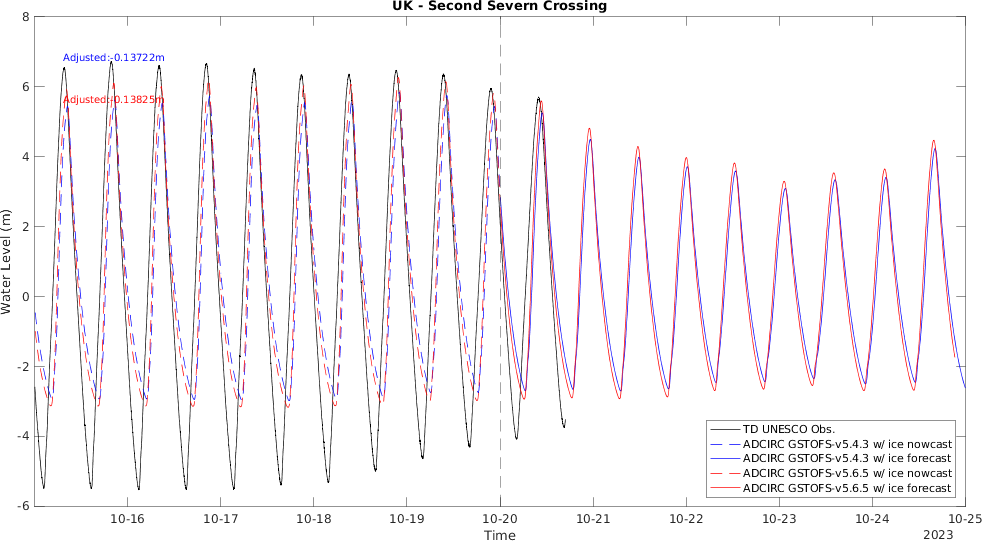 UK - Second Severn Crossing
8
Adjusted:-0.13722m
6
Adjusted:-0.13825m
4
2
Water Level (m)
0
-2
-4
TD UNESCO Obs.
ADCIRC GSTOFS-v5.4.3 w/ ice nowcast
ADCIRC GSTOFS-v5.4.3 w/ ice forecast
ADCIRC GSTOFS-v5.6.5 w/ ice nowcast
ADCIRC GSTOFS-v5.6.5 w/ ice forecast
-6
10-16 10-17 10-18 10-19 10-20 10-21 10-22 10-23 10-24 10-25
Time
2023